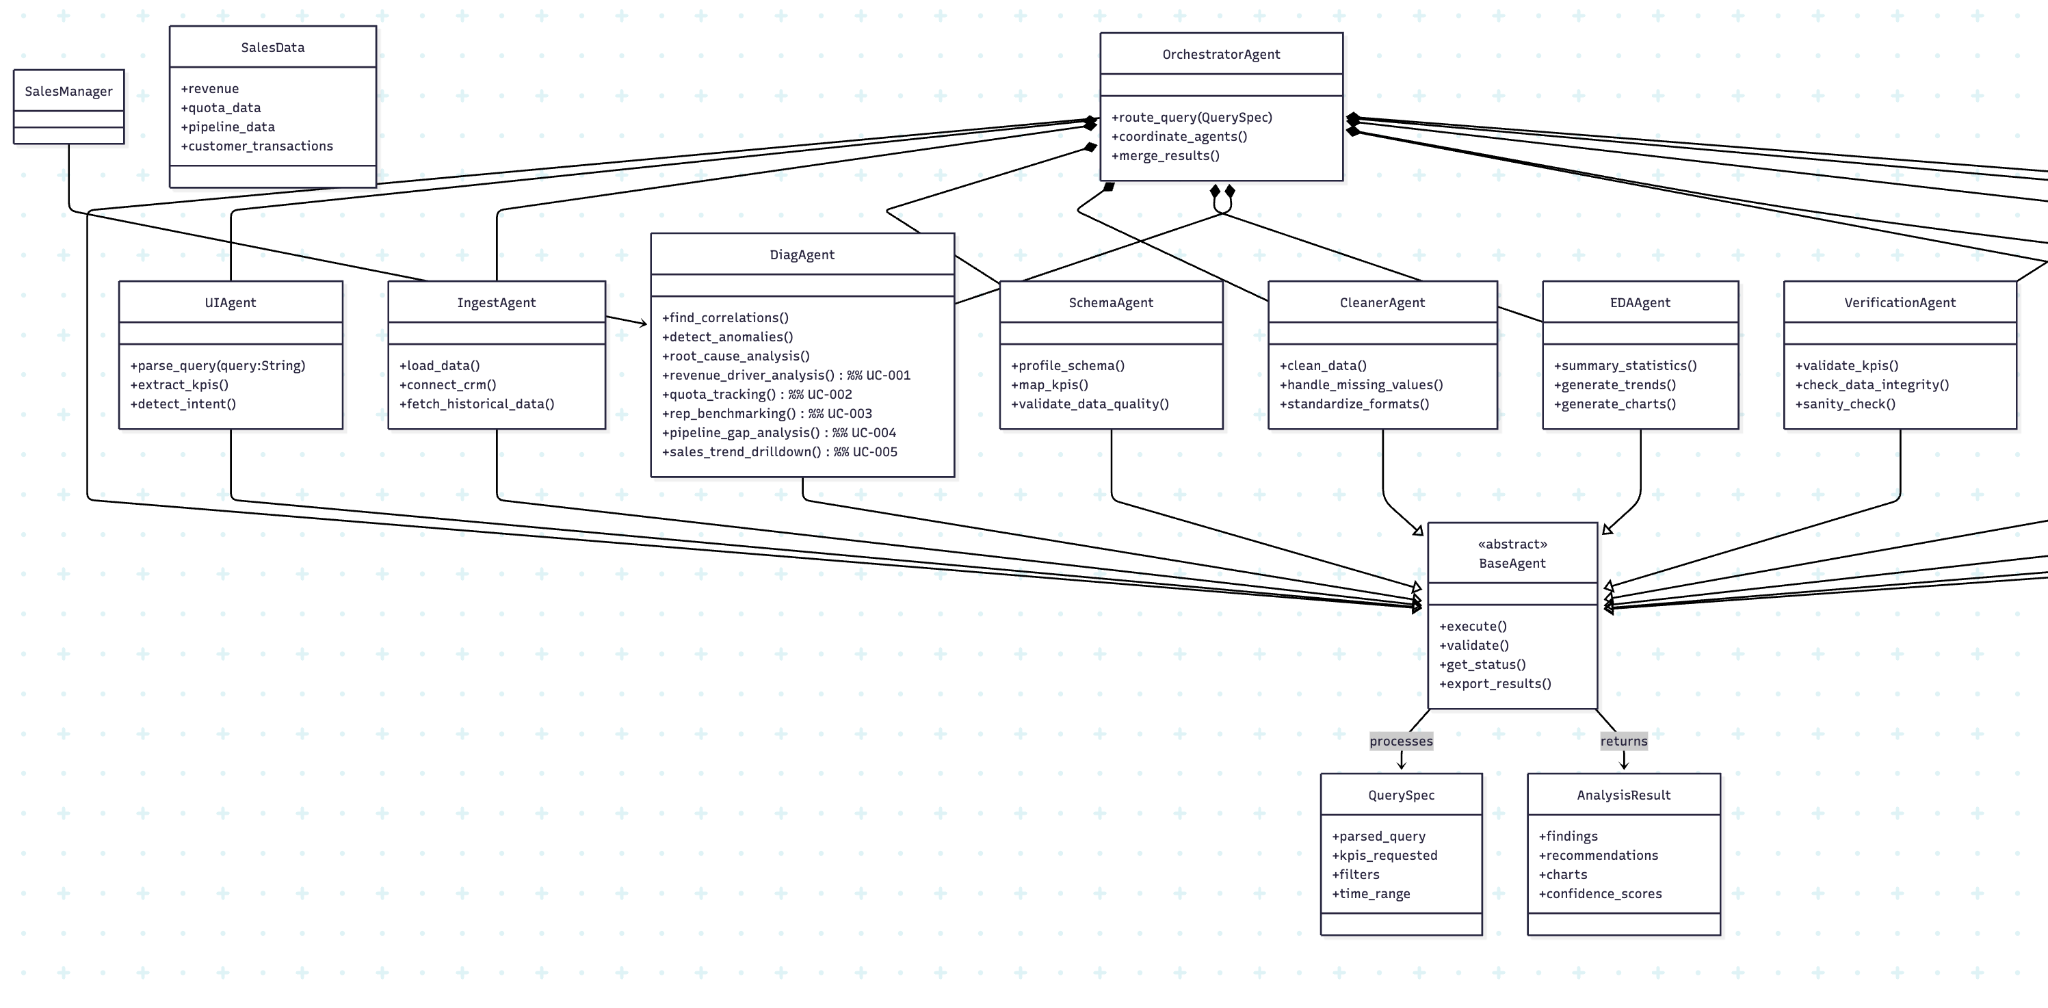 SalesManager
SalesData
+revenue
+quota_data
+pipeline_data
+customer_transactions
OrchestratorAgent
+route_query(QuerySpec)
+coordinate_agents()
+merge_results()
UIAgent
+parse_query(query:String)
+extract_kpis()
+detect_intent()
IngestAgent
+load_data()
+connect_crm()
+fetch_historical_data()
DiagAgent
+find_correlations()
+detect_anomalies()
+root_cause_analysis()
+revenue_driver_analysis() : %% UC-001
+quota_tracking() : %% UC-002
+rep_benchmarking() : %% UC-003
+pipeline_gap_analysis() : %% UC-004
+sales_trend_drilldown() : %% UC-005
SchemaAgent
+profile_schema()
+map_kpis()
+validate_data_quality()
CleanerAgent
+clean_data()
+handle_missing_values()
+standardize_formats()
EDAAgent
+summary_statistics()
+generate_trends()
+generate_charts()
VerificationAgent
+validate_kpis()
+check_data_integrity()
+sanity_check()
«abstract»
BaseAgent
+execute()
+validate()
+get_status()
+export_results()
processes
returns
QuerySpec
+parsed_query
+kpis_requested
+filters
+time_range
AnalysisResult
+findings
+recommendations
+charts
+confidence_scores